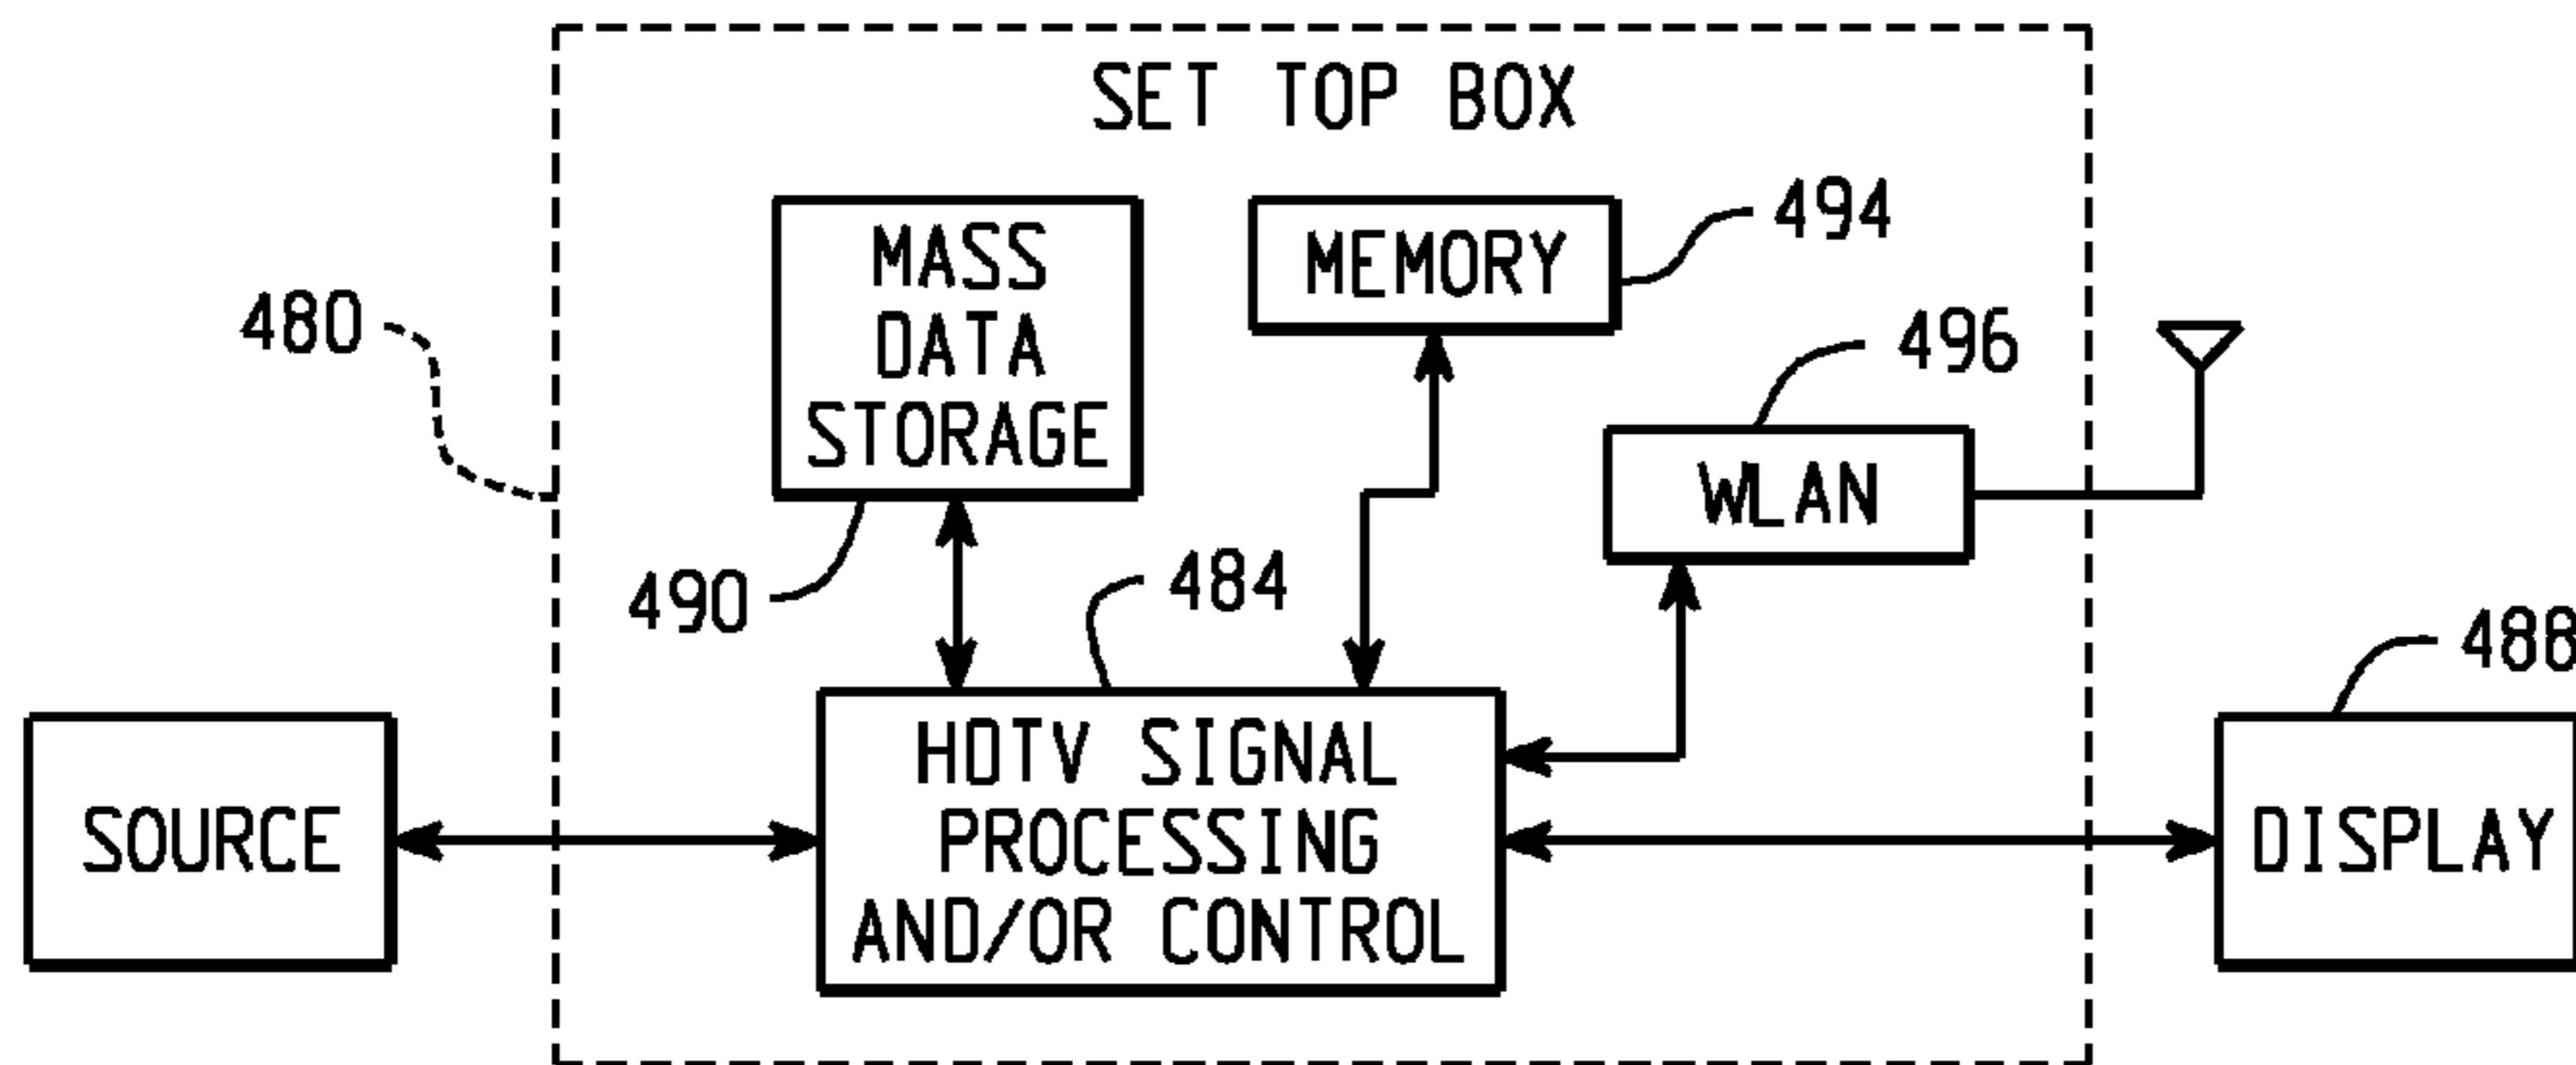 SET TOP BOX
MASS
DATA
STORAGE
MEMORY
494
480
496
WLAN
490
484
488
SOURCE
HDTV SIGNAL
PROCESSING
AND/OR CONTROL
DISPLAY